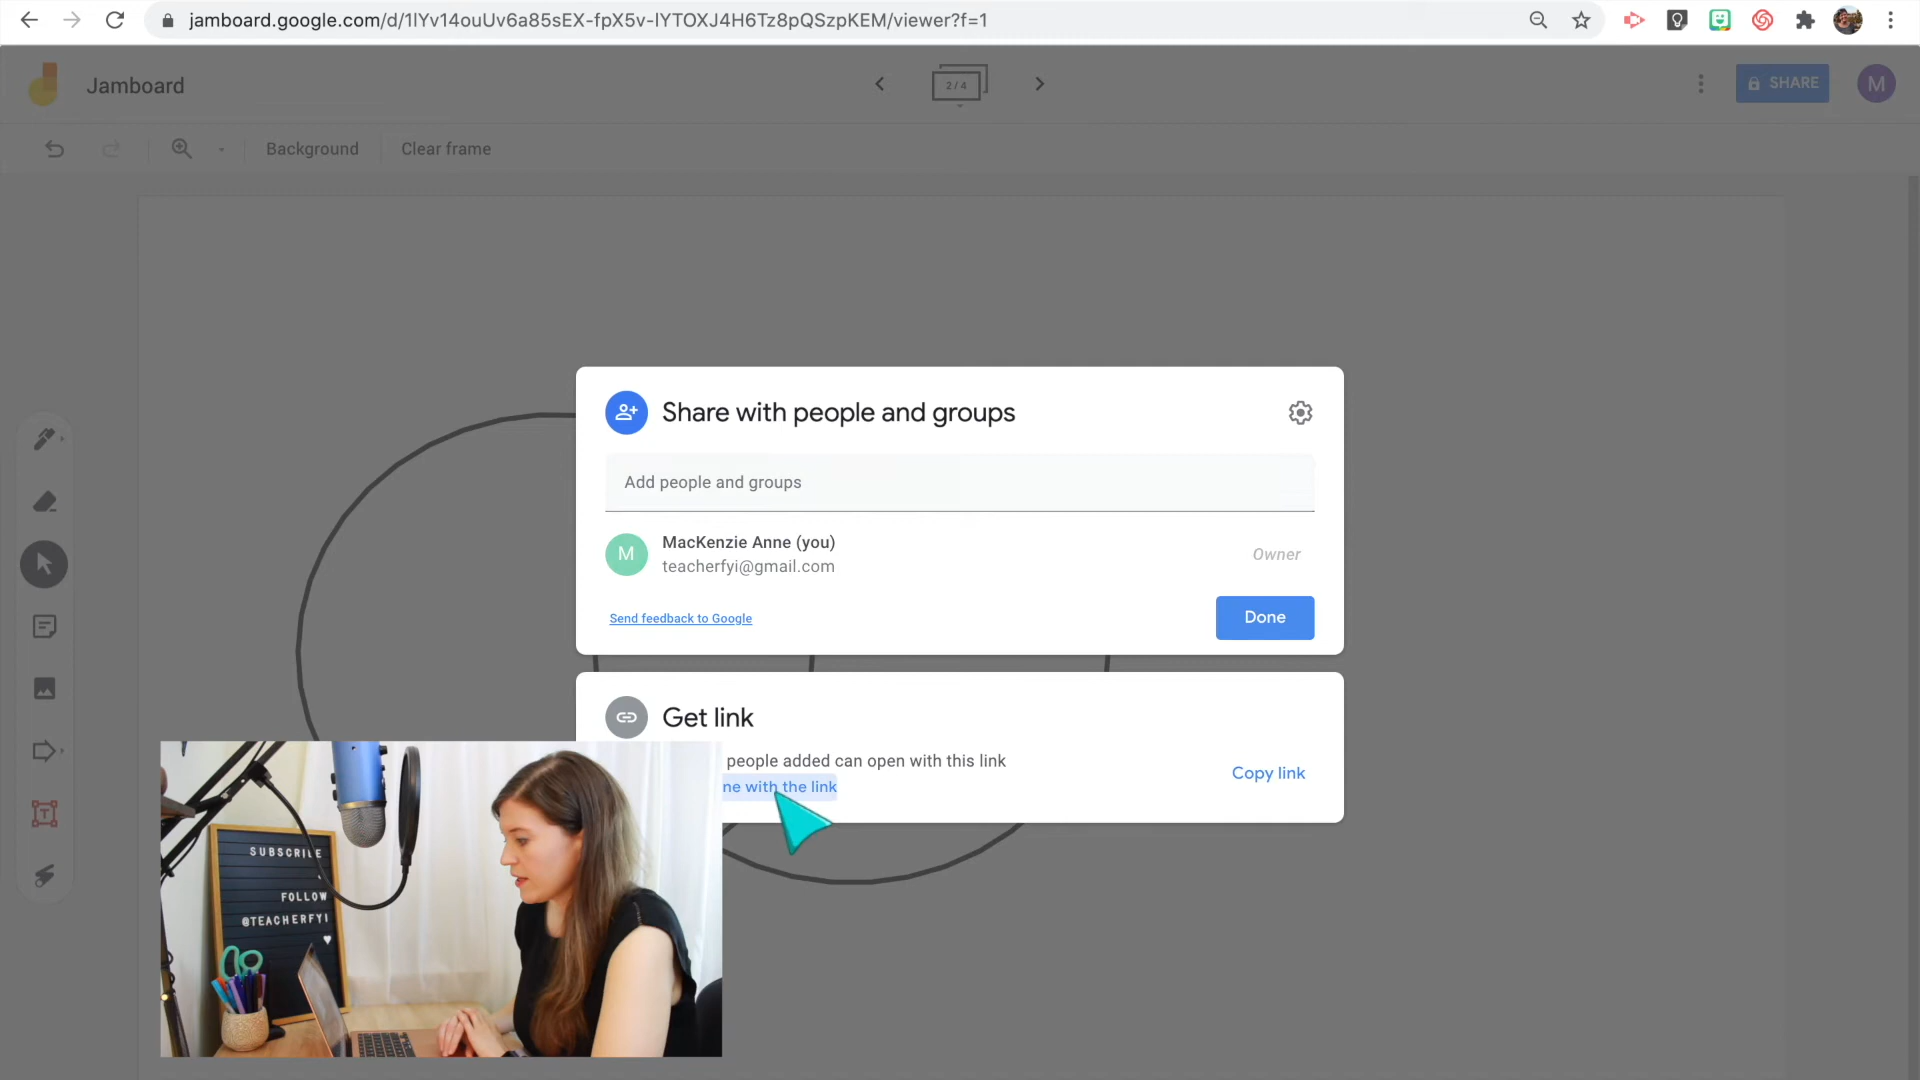 jamboard.google.com/d/1lYv14ouUv6a85sEX-fpX5v-lYTOXJ4H6Tz8pQSzpKEM/viewer?f=1
Jamboard
2 / 4
SHARE
M
Background
Clear frame
Share with people and groups
Add people and groups
M
MacKenzie Anne (you)
teacherfyi@gmail.com
Owner
Send feedback to Google
Done
Get link
people added can open with this link
ne with the link
Copy link
SUBSCRIBE
FOLLOW
@TEACHERFYI